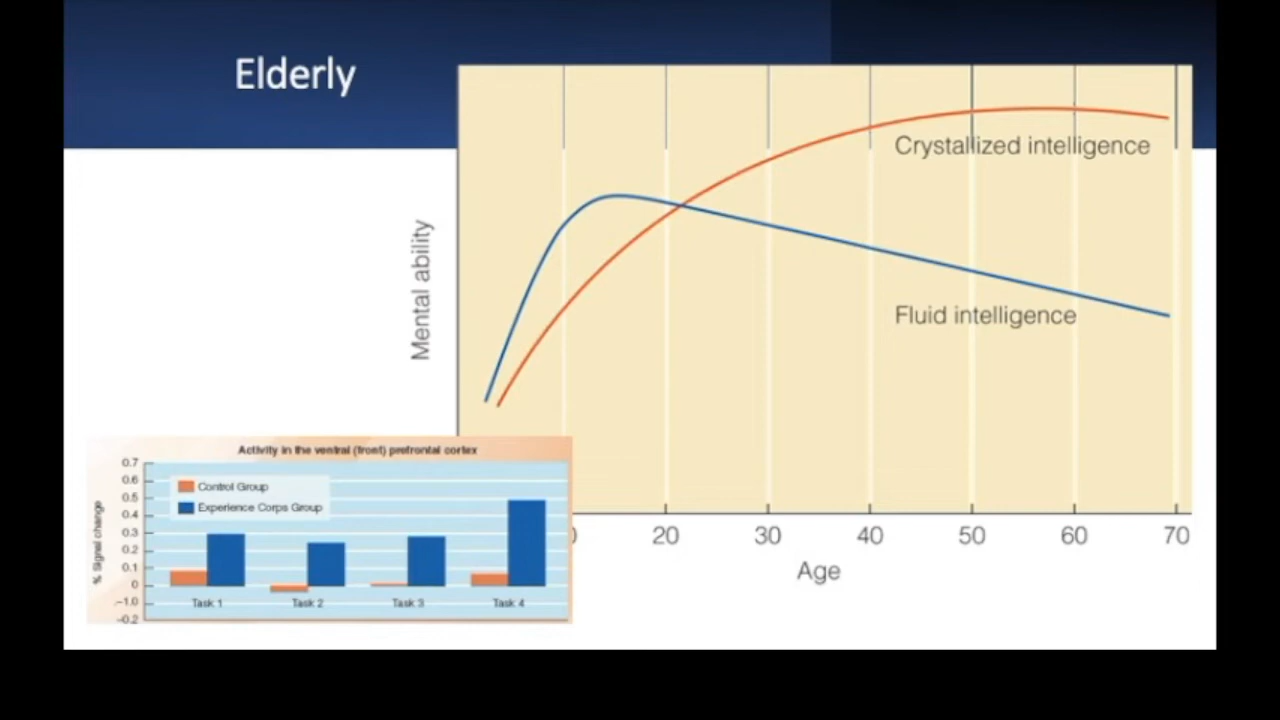 Elderly
Mental ability
Crystallized intelligence
Fluid intelligence
20 30 40 50 60 70
Age
Activity in the ventral (front) prefrontal cortex
% Signal change
0.7
0.6
0.5
0.4
0.3
0.2
0.1
0
–1.0
–0.2
Control Group
Experience Corps Group
Task 1 Task 2 Task 3 Task 4